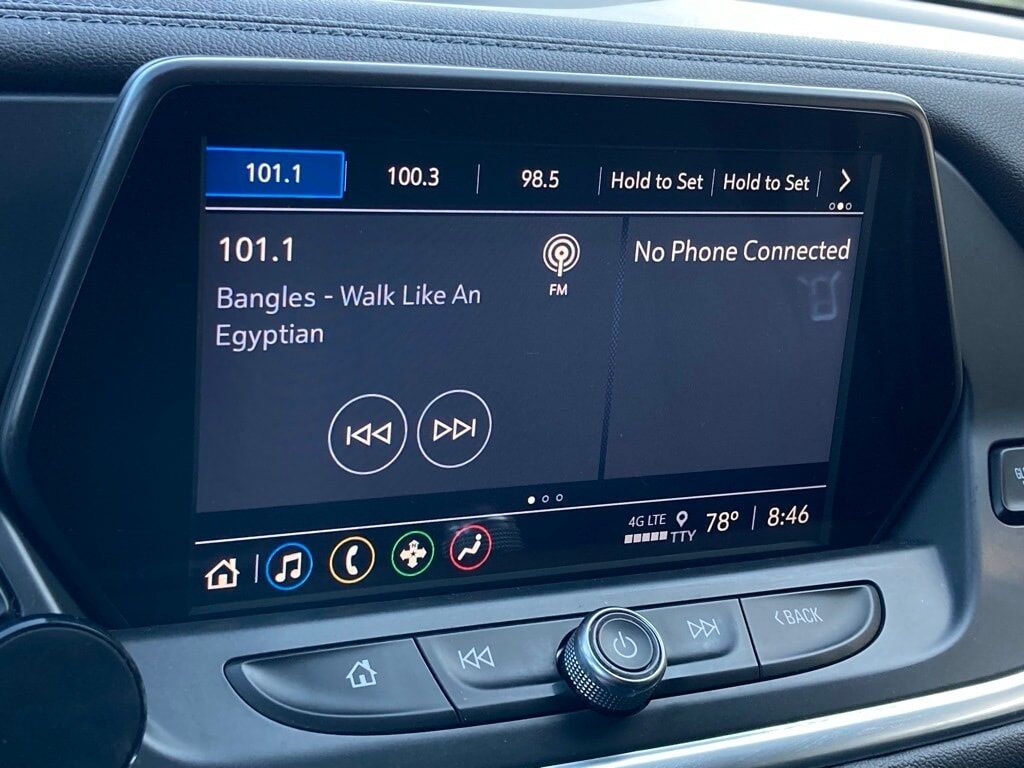 101.1 100.3 98.5 Hold to Set Hold to Set
101.1
FM
Bangles - Walk Like An
Egyptian
No Phone Connected
4G LTE
TTY
78° 8:46
BACK